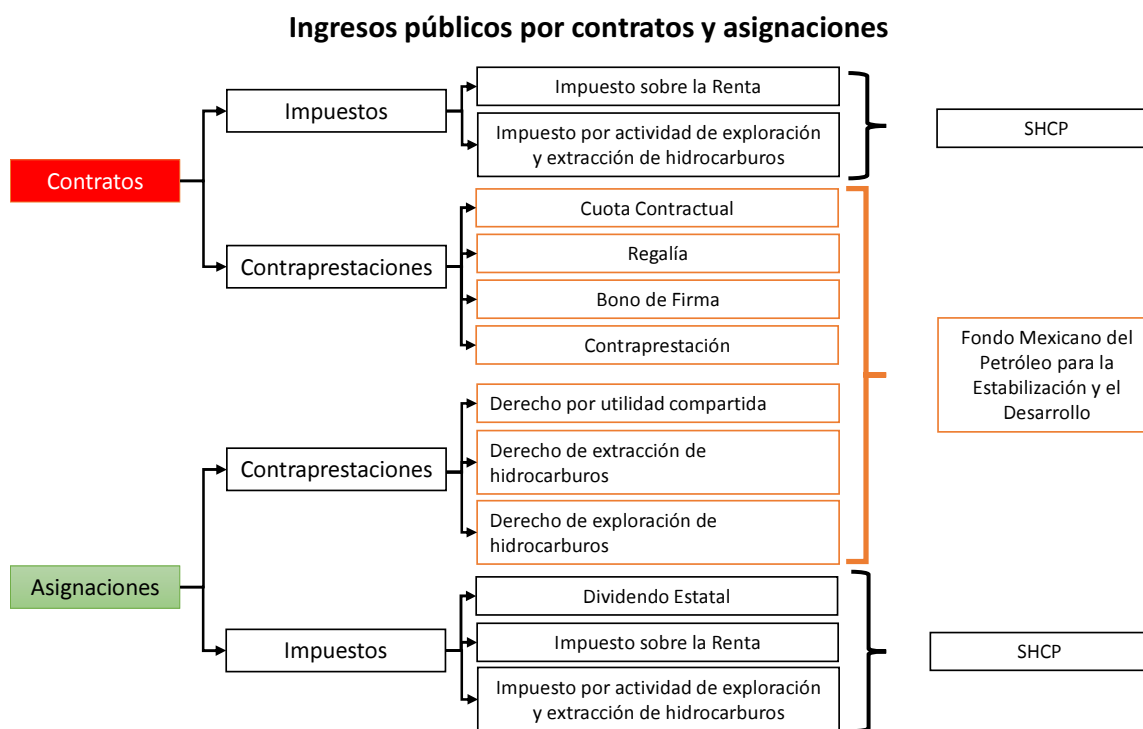 Ingresos públicos por contratos y asignaciones
Contratos
Impuestos
Impuesto sobre la Renta
Impuesto por actividad de exploración
y extracción de hidrocarburos
SHCP
Contraprestaciones
Cuota Contractual
Regalía
Bono de Firma
Contraprestación
Fondo Mexicano del
Petróleo para la
Estabilización y el
Desarrollo
Asignaciones
Contraprestaciones
Derecho por utilidad compartida
Derecho de extracción de
hidrocarburos
Derecho de exploración de
hidrocarburos
Impuestos
Dividendo Estatal
Impuesto sobre la Renta
Impuesto por actividad de exploración
y extracción de hidrocarburos
SHCP